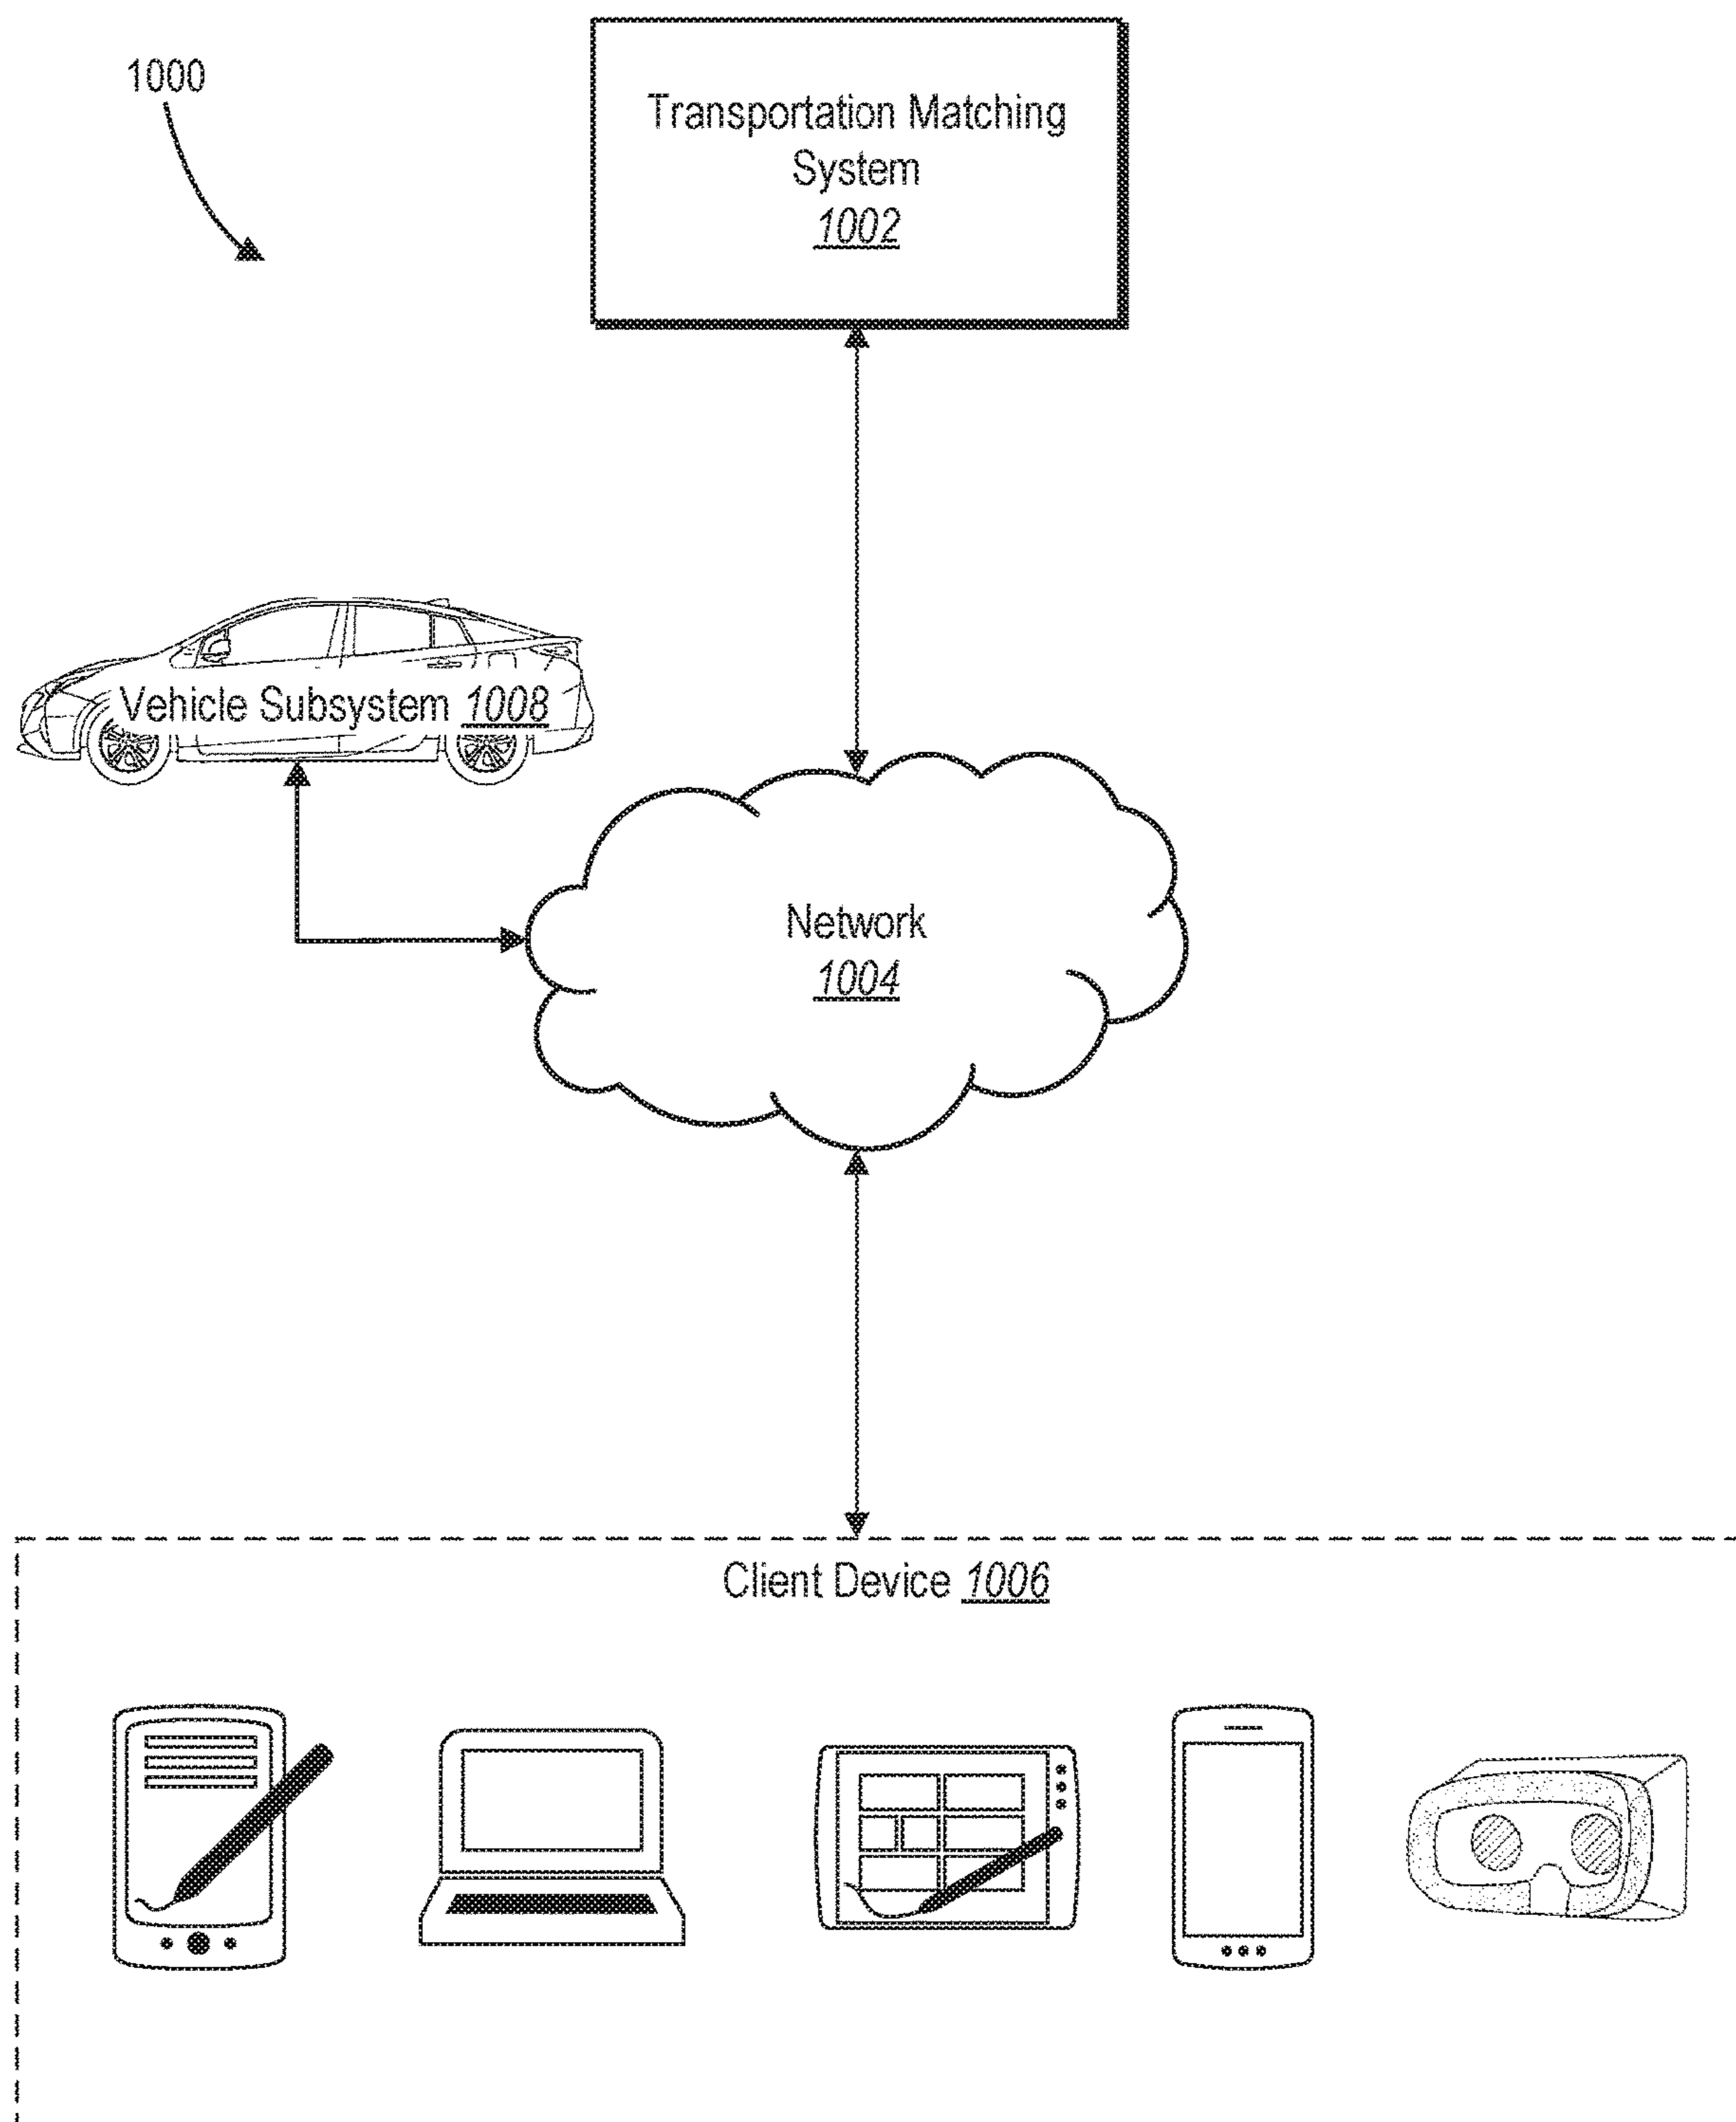 1000
Transportation Matching
System
1002
Vehicle Subsystem 1008
Network
1004
Client Device 1006